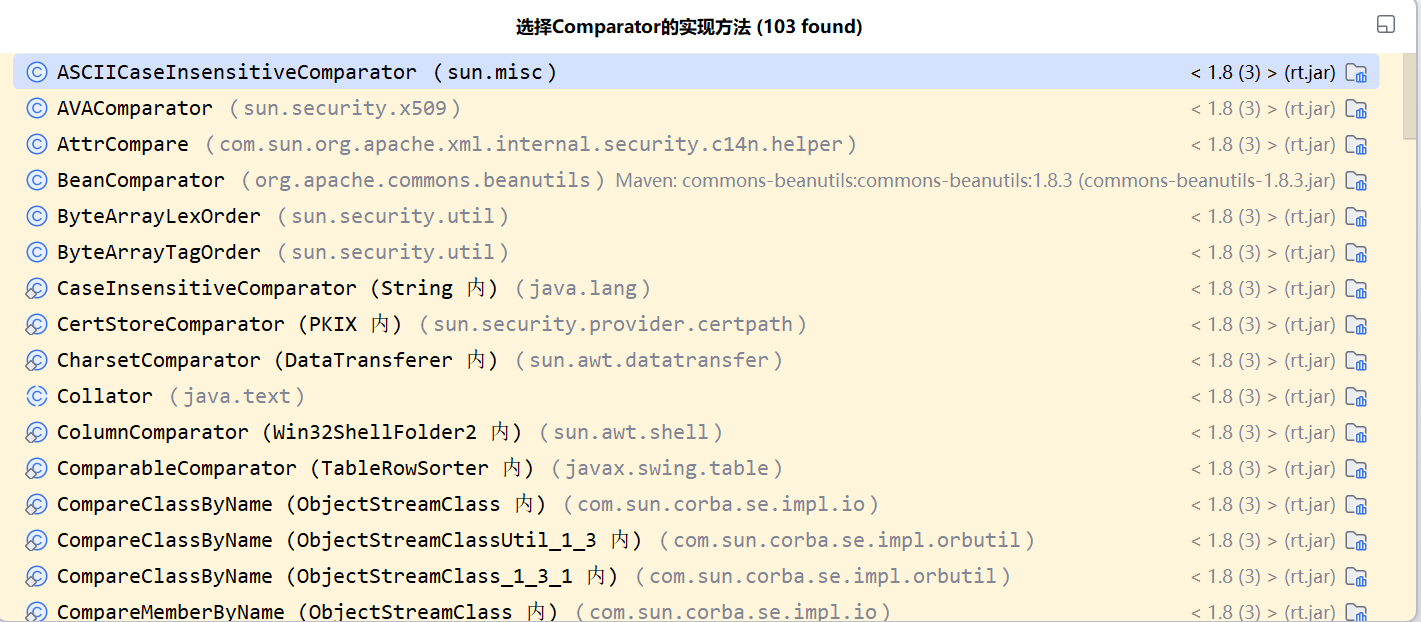 选择Comparator的实现方法 (103 found)
ASCIICaseInsensitiveComparator (sun.misc) < 1.8 (3) > (rt.jar)
AVAComparator (sun.security.x509) < 1.8 (3) > (rt.jar)
AttrCompare (com.sun.org.apache.xml.internal.security.c14n.helper) < 1.8 (3) > (rt.jar)
BeanComparator (org.apache.commons.beanutils) Maven: commons-beanutils:commons-beanutils:1.8.3 (commons-beanutils-1.8.3.jar)
ByteArrayLexOrder (sun.security.util) < 1.8 (3) > (rt.jar)
ByteArrayTagOrder (sun.security.util) < 1.8 (3) > (rt.jar)
CaseInsensitiveComparator (String 内) (java.lang) < 1.8 (3) > (rt.jar)
CertStoreComparator (PKIX 内) (sun.security.provider.certpath) < 1.8 (3) > (rt.jar)
CharsetComparator (DataTransferer 内) (sun.awt.datatransfer) < 1.8 (3) > (rt.jar)
Collator (java.text) < 1.8 (3) > (rt.jar)
ColumnComparator (Win32ShellFolder2 内) (sun.awt.shell) < 1.8 (3) > (rt.jar)
ComparableComparator (TableRowSorter 内) (javax.swing.table) < 1.8 (3) > (rt.jar)
CompareClassByName (ObjectStreamClass 内) (com.sun.corba.se.impl.io) < 1.8 (3) > (rt.jar)
CompareClassByName (ObjectStreamClassUtil_1_3 内) (com.sun.corba.se.impl.orbutil) < 1.8 (3) > (rt.jar)
CompareClassByName (ObjectStreamClass_1_3_1 内) (com.sun.corba.se.impl.orbutil) < 1.8 (3) > (rt.jar)
CompareMemberByName (ObjectStreamClass 内) (com.sun.corba.se.impl.io) < 1.8 (3) > (rt.jar)